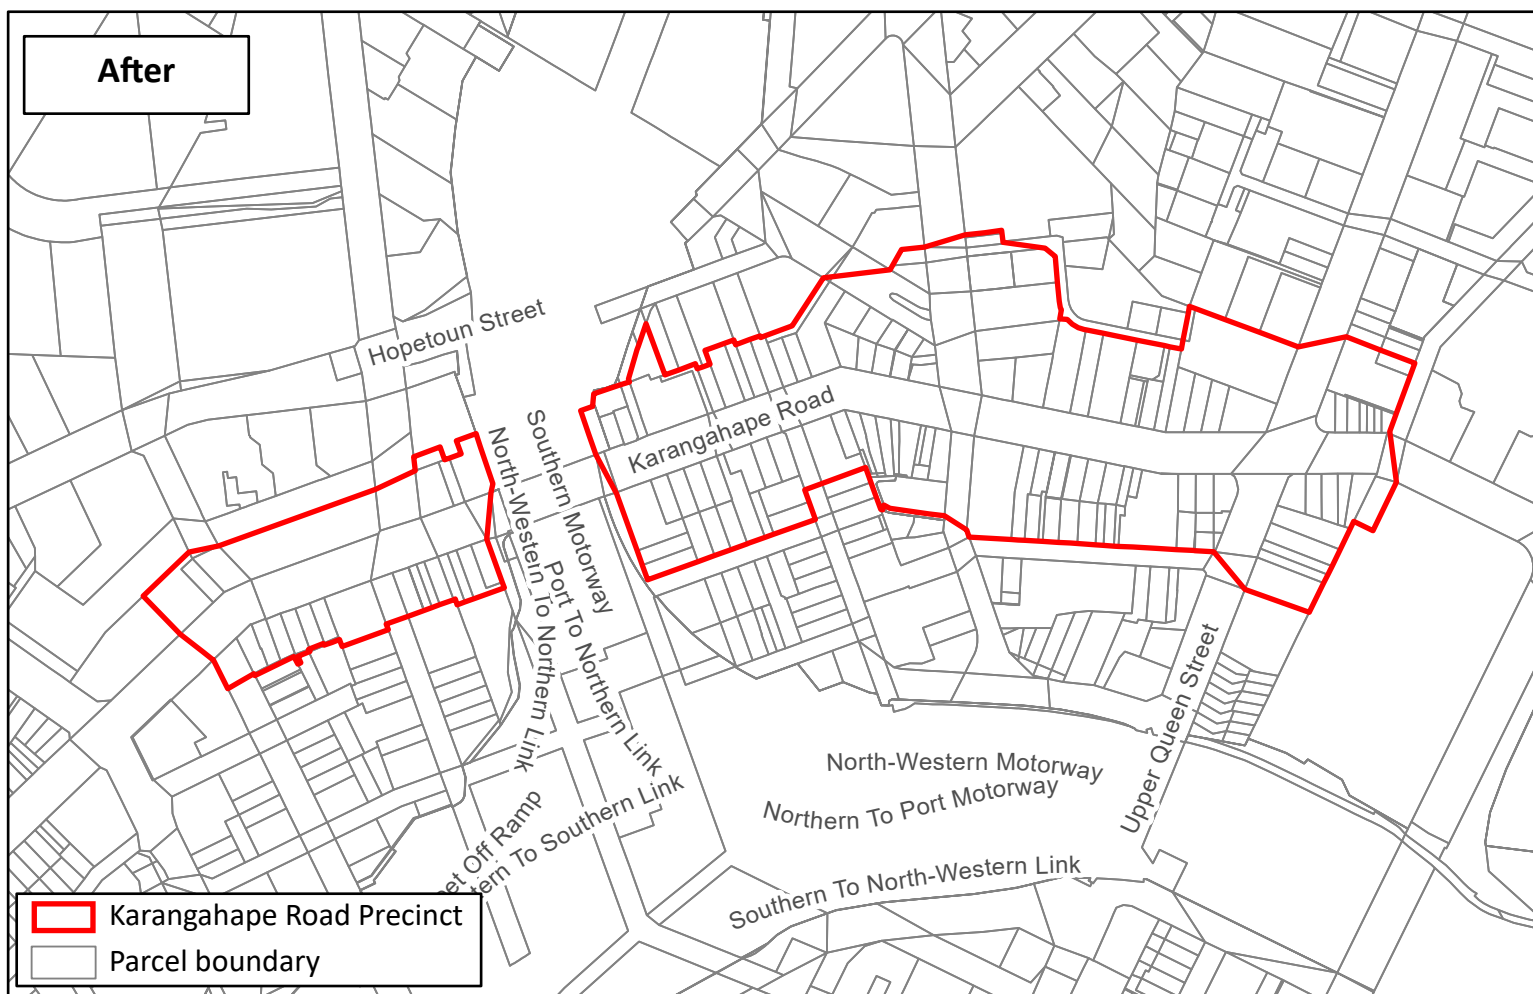 After
Hopetoun Street
Karangahape Road
Southern Motorway
North-Western To Northern Link
Port To Northern Link
Upper Queen Street
North-Western Motorway
Northern To Port Motorway
Southern To North-Western Link
Off Ramp
To Southern Link
Karangahape Road Precinct
Parcel boundary